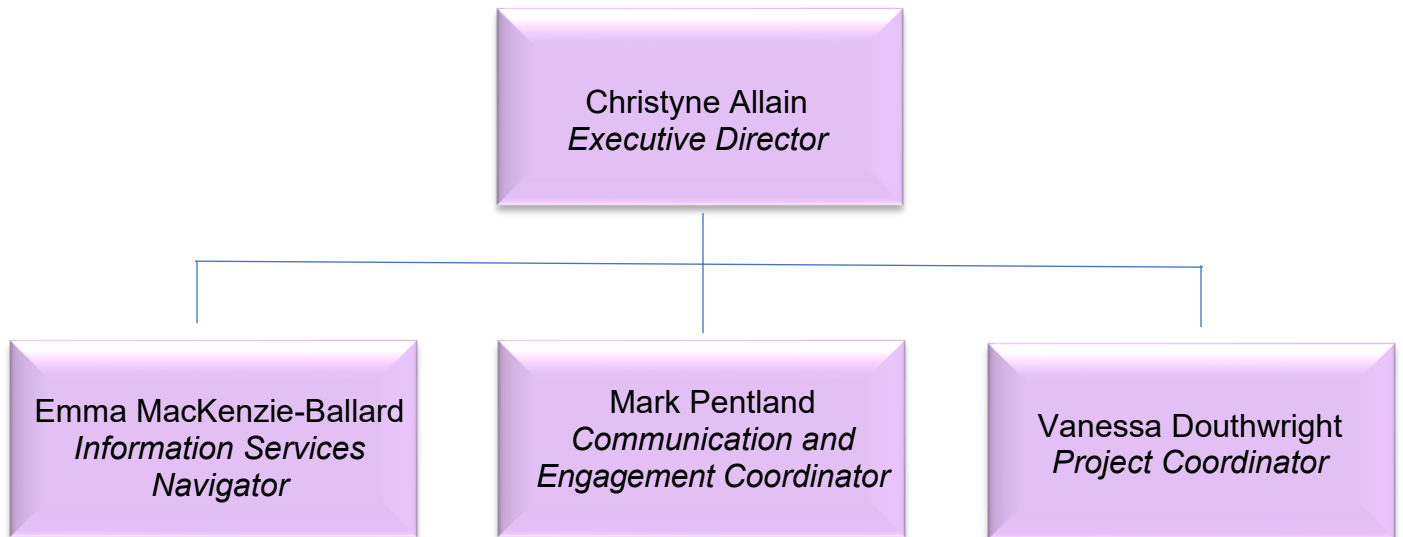 Christyne Allain
Executive Director
Emma MacKenzie-Ballard
Information Services
Navigator
Mark Pentland
Communication and
Engagement Coordinator
Vanessa Douthwright
Project Coordinator